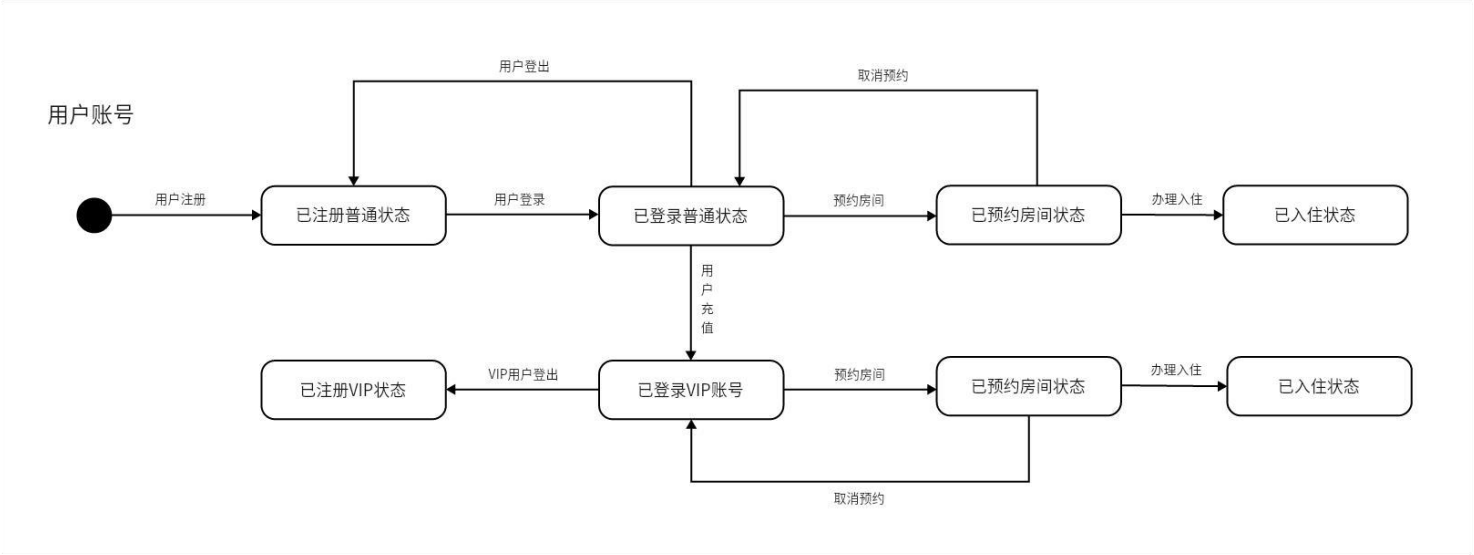 用户登出
取消预约
用户账号
用户注册
用户登录
预约房间
办理入住
已注册普通状态
已登录普通状态
已预约房间状态
已入住状态
用户充值
VIP用户登出
预约房间
办理入住
已注册VIP状态
已登录VIP账号
已预约房间状态
已入住状态
取消预约